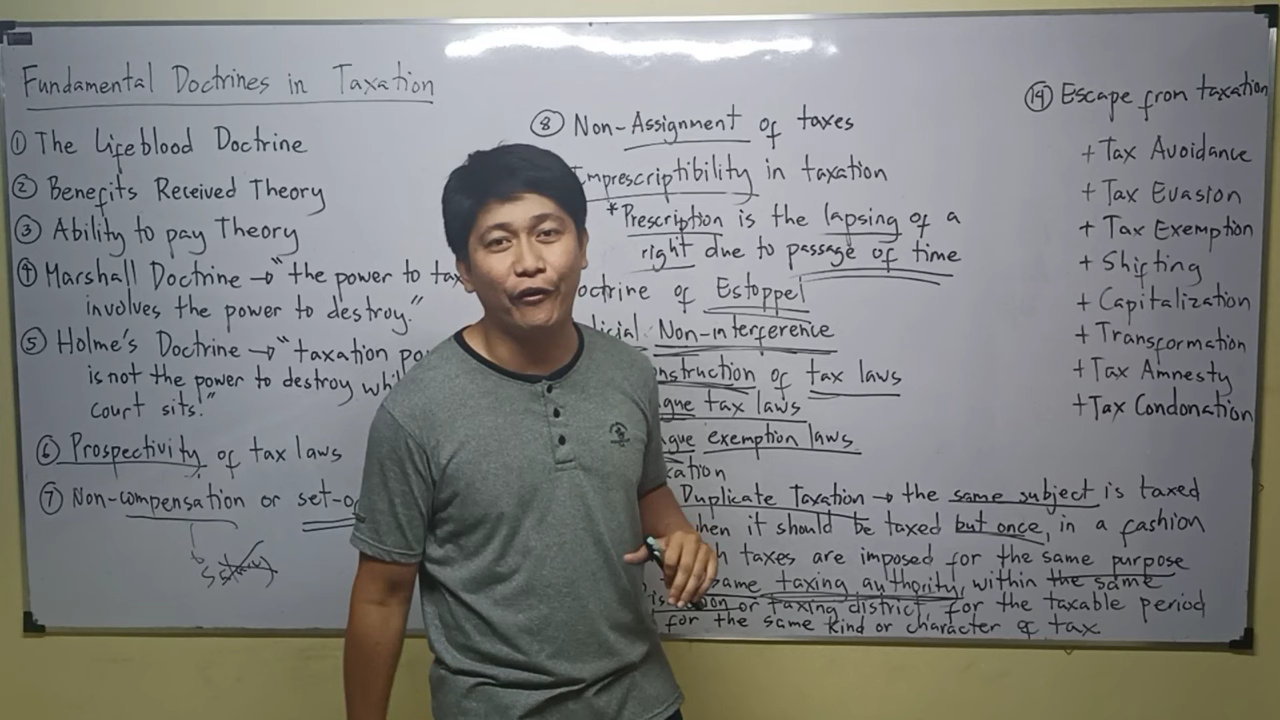 Fundamental Doctrines in Taxation
① The Lifeblood Doctrine
② Benefits Received Theory
③ Ability to pay Theory
④ Marshall Doctrine → "the power to tax
involves the power to destroy."
⑤ Holme's Doctrine → "taxation
is not the power to destroy
court sits."
⑥ Prospectivity of tax laws
⑦ Non-compensation or
⑧ Non-Assignment of taxes
Imprescriptibility in taxation
*Prescription is the lapsing of a
right due to passage of time
of Estoppel
Non-interference
of tax laws
tax laws
exemption laws.
Duplicate Taxation → the same subject is taxed
when it should be taxed but once, in a fashion
taxes are imposed for the same purpose
same taxing authority, within the same
or taxing district, for the taxable period
for the same kind or character of tax
⑭ Escape from taxation
+ Tax Avoidance
+ Tax Evasion
+ Tax Exemption
+ Shifting
+ Capitalization
+ Transformation
+ Tax Amnesty
+ Tax Condonation